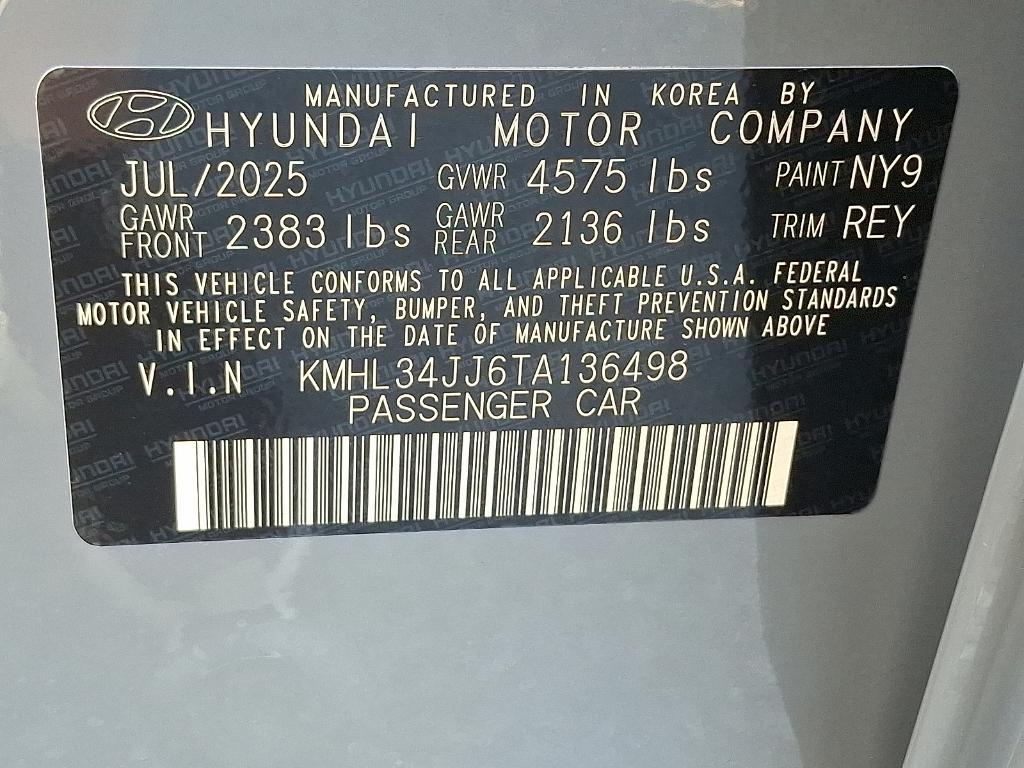 MANUFACTURED IN KOREA BY
HYUNDAI MOTOR COMPANY
JUL/2025 GVWR 4575 lbs PAINT NY9
GAWR FRONT 2383 lbs GAWR REAR 2136 lbs TRIM REY
THIS VEHICLE CONFORMS TO ALL APPLICABLE U.S.A. FEDERAL
MOTOR VEHICLE SAFETY, BUMPER, AND THEFT PREVENTION STANDARDS
IN EFFECT ON THE DATE OF MANUFACTURE SHOWN ABOVE
V.I.N KMHL34JJ6TA136498
PASSENGER CAR